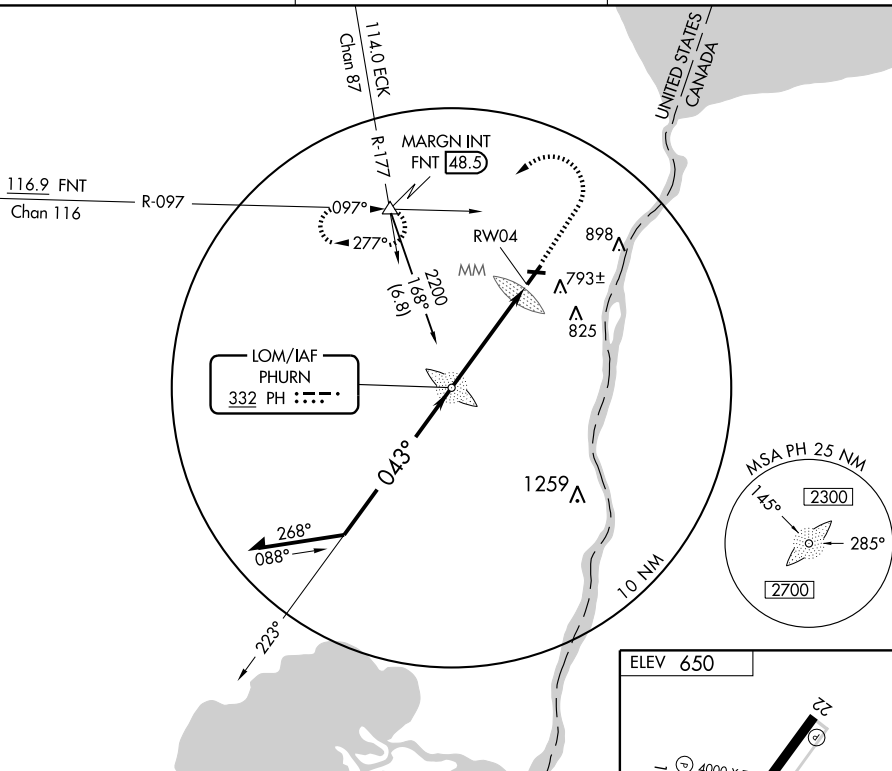 UNITED STATES
CANADA
114.0 ECK
Chan 87
R-177
MARGN INT
FNT 48.5
116.9 FNT
Chan 116
R-097
097°
277°
2200
168°
(6.8)
RW04
MM
898
793±
825
LOM/IAF
PHURN
332 PH
043°
1259
268°
088°
223°
10 NM
MSA PH 25 NM
145°
2300
285°
2700
ELEV 650
22
P
P
4000 X